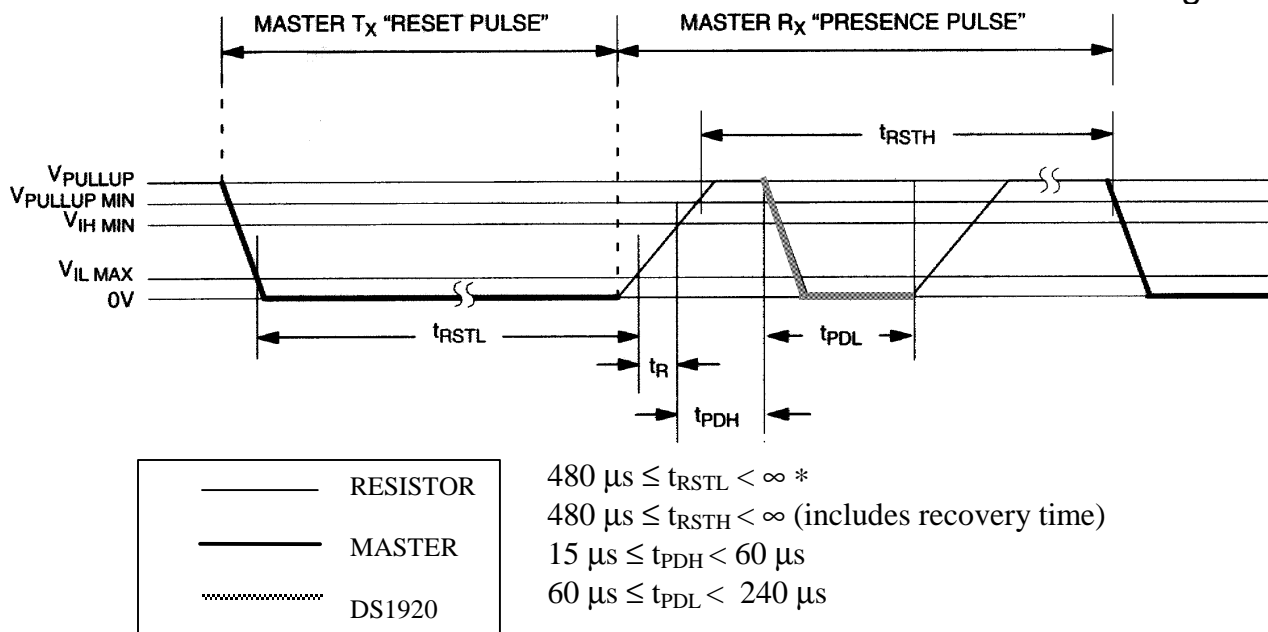 MASTER TX “RESET PULSE”
MASTER RX “PRESENCE PULSE”
tRSTH
VPULLUP
VPULLUP MIN
VIH MIN
VIL MAX
0V
tRSTL
tPDL
tR
tPDH
RESISTOR
MASTER
DS1920
480 μs ≤ tRSTL < ∞ *
480 μs ≤ tRSTH < ∞ (includes recovery time)
15 μs ≤ tPDH < 60 μs
60 μs ≤ tPDL < 240 μs